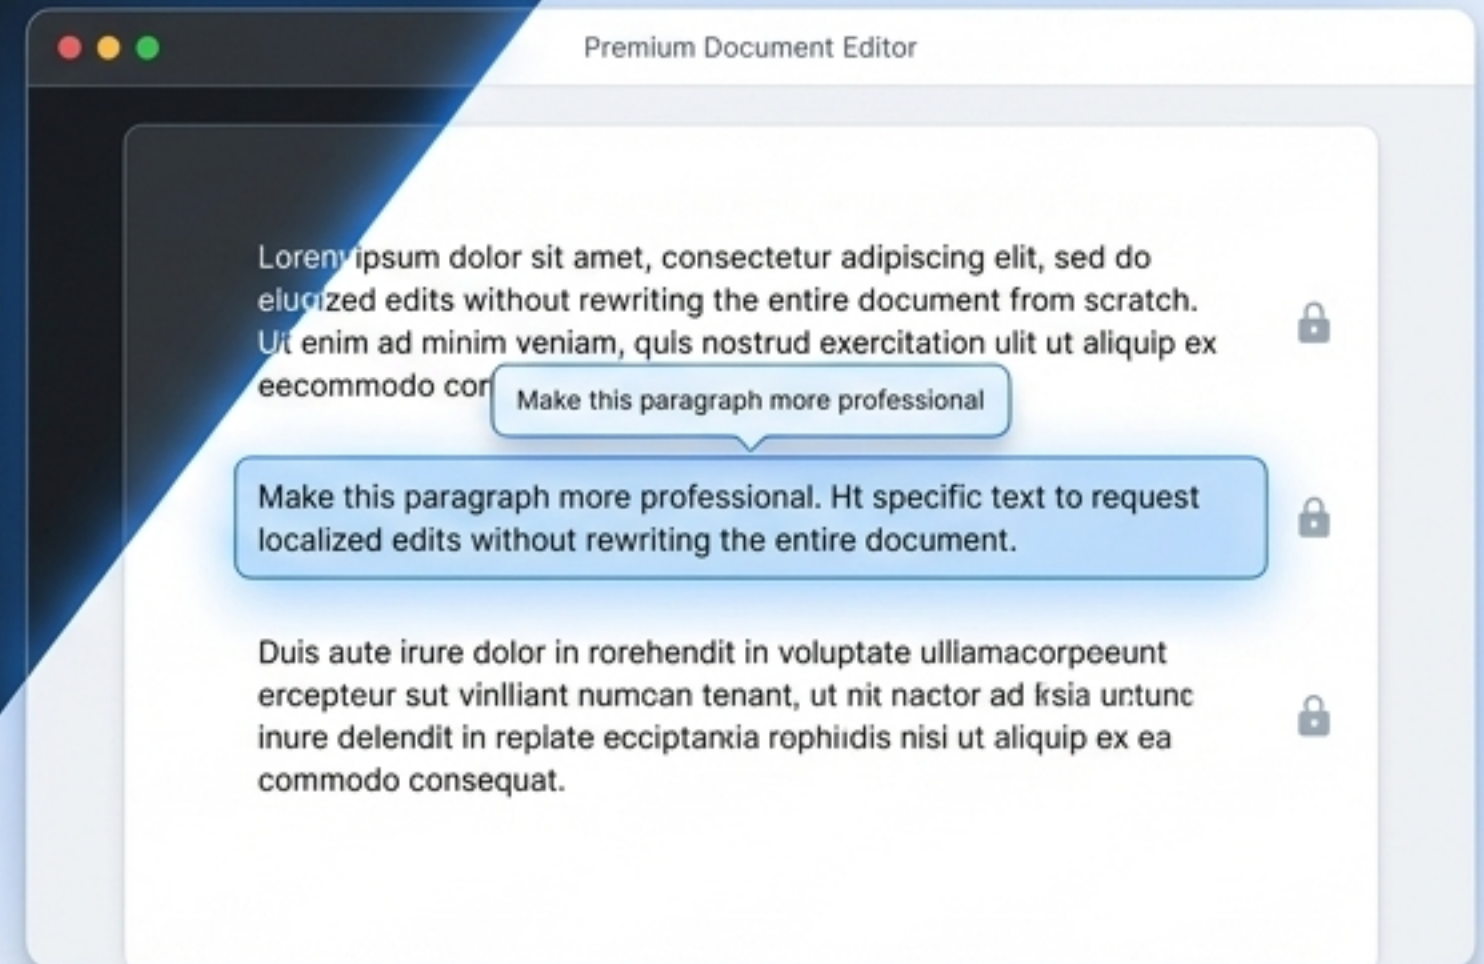 Premium Document Editor
Lorem ipsum dolor sit amet, consectetur adipiscing elit, sed do
elugized edits without rewriting the entire document from scratch.
Ut enim ad minim veniam, quls nostrud exercitation ulit ut aliquip ex
eecommodo cor
Make this paragraph more professional
Make this paragraph more professional. Ht specific text to request
localized edits without rewriting the entire document.
Duis aute irure dolor in rorehendit in voluptate ulllamacorpeeunt
ercepteur sut vinlliant numcan tenant, ut nit nactor ad
inure delendit in replate ecciptanxia nisi ut aliquip ex ea
commodo consequat.